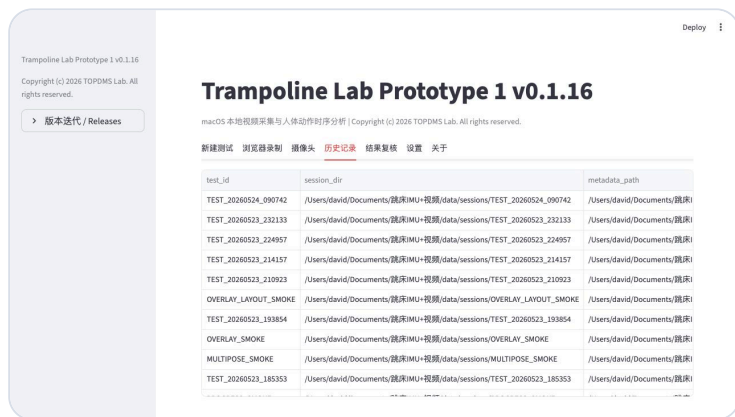 Deploy
Trampoline Lab Prototype 1 v0.1.16
Copyright (c) 2026 TOPDMS Lab. All
rights reserved.
版本迭代 / Releases
Trampoline Lab Prototype 1 v0.1.16
macOS 本地视频采集与人体动作时序分析 | Copyright (c) 2026 TOPDMS Lab. All rights reserved.
新建测试 浏览器录制 摄像头 历史记录 结果复核 设置 关于
test_id session_dir metadata_path
TEST_20260524_090742 /Users/david/Documents/跳床IMU+视频/data/sessions/TEST_20260524_090742 /Users/david/Documents/跳床I
TEST_20260523_232133 /Users/david/Documents/跳床IMU+视频/data/sessions/TEST_20260523_232133 /Users/david/Documents/跳床I
TEST_20260523_224957 /Users/david/Documents/跳床IMU+视频/data/sessions/TEST_20260523_224957 /Users/david/Documents/跳床I
TEST_20260523_214157 /Users/david/Documents/跳床IMU+视频/data/sessions/TEST_20260523_214157 /Users/david/Documents/跳床I
TEST_20260523_210923 /Users/david/Documents/跳床IMU+视频/data/sessions/TEST_20260523_210923 /Users/david/Documents/跳床I
OVERLAY_LAYOUT_SMOKE /Users/david/Documents/跳床IMU+视频/data/sessions/OVERLAY_LAYOUT_SMOKE /Users/david/Documents/跳床I
TEST_20260523_193854 /Users/david/Documents/跳床IMU+视频/data/sessions/TEST_20260523_193854 /Users/david/Documents/跳床I
OVERLAY_SMOKE /Users/david/Documents/跳床IMU+视频/data/sessions/OVERLAY_SMOKE /Users/david/Documents/跳床I
MULTIPOSE_SMOKE /Users/david/Documents/跳床IMU+视频/data/sessions/MULTIPOSE_SMOKE /Users/david/Documents/跳床I
TEST_20260523_185353 /Users/david/Documents/跳床IMU+视频/data/sessions/TEST_20260523_185353 /Users/david/Documents/跳床I